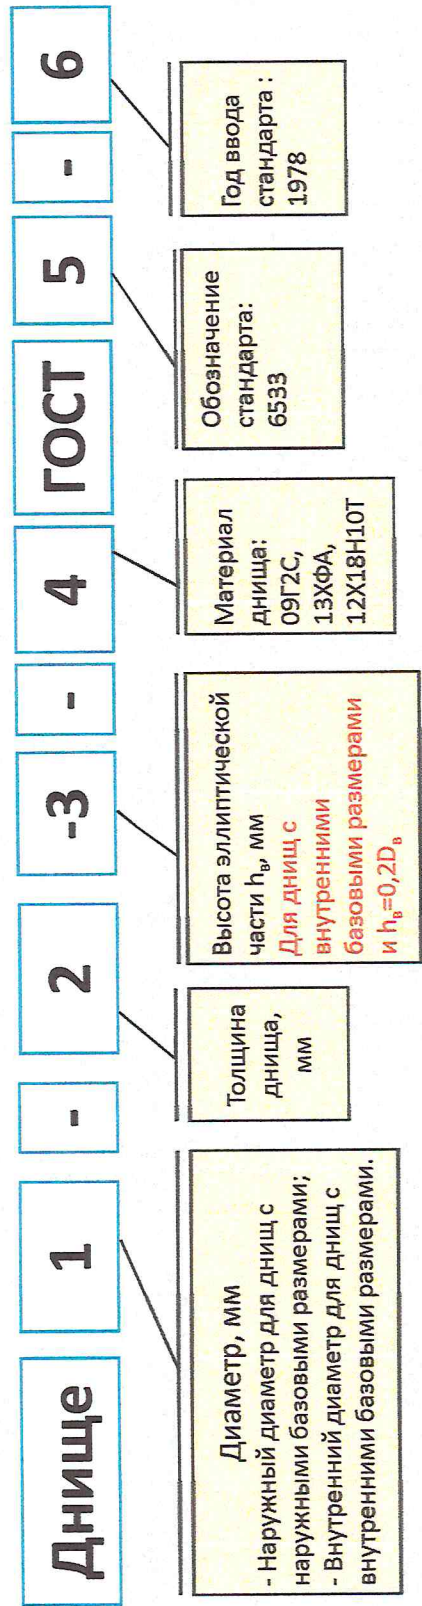 Днище 1 - 2 -3 - 4 ГОСТ 5 - 6
Диаметр, мм
- Наружный диаметр для днищ с
наружными базовыми размерами;
- Внутренний диаметр для днищ с
внутренними базовыми размерами.
Толщина
днища,
мм
Высота эллиптической
части hв, мм
Для днищ с
внутренними
базовыми размерами
и hв=0,2Dв
Материал
днища:
09Г2С,
13ХФА,
12Х18Н10Т
Обозначение
стандарта:
6533
Год ввода
стандарта :
1978